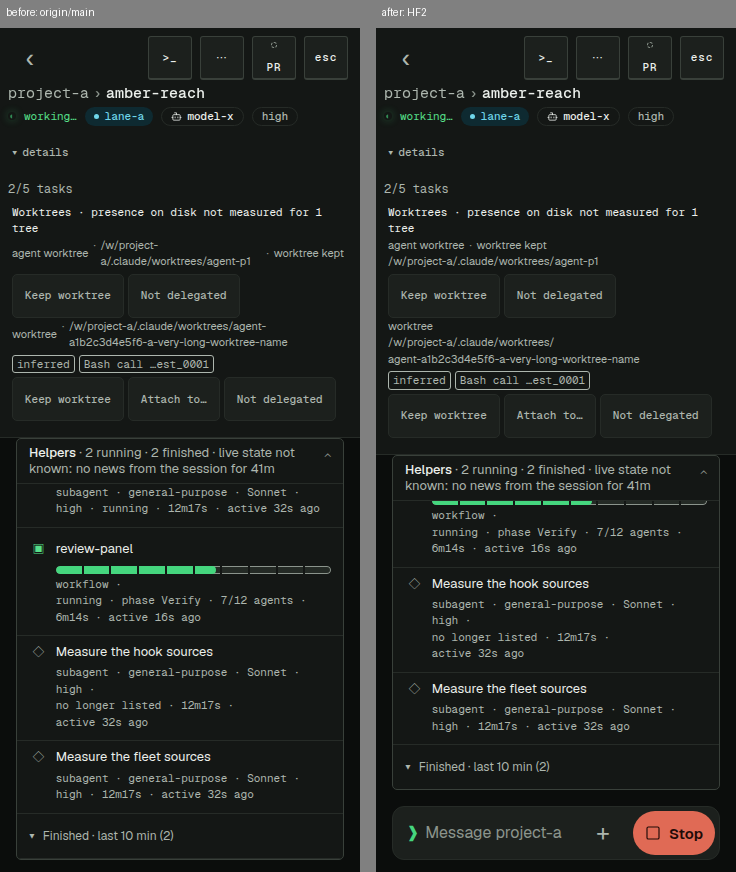 before: origin/main
>_
···
PR
esc
project-a › amber-reach
working…
lane-a
model-x
high
▾ details
2/5 tasks
Worktrees · presence on disk not measured for 1
tree
agent worktree · /w/project-
a/.claude/worktrees/agent-p1 · worktree kept
Keep worktree
Not delegated
worktree · /w/project-a/.claude/worktrees/agent-
a1b2c3d4e5f6-a-very-long-worktree-name
inferred
Bash call …est_0001
Keep worktree
Attach to…
Not delegated
Helpers · 2 running · 2 finished · live state not
known: no news from the session for 41m
subagent · general-purpose · Sonnet ·
high · running · 12m17s · active 32s ago
review-panel
workflow ·
running · phase Verify · 7/12 agents ·
6m14s · active 16s ago
Measure the hook sources
subagent · general-purpose · Sonnet ·
high ·
no longer listed · 12m17s ·
active 32s ago
Measure the fleet sources
subagent · general-purpose · Sonnet ·
high · 12m17s · active 32s ago
▾ Finished · last 10 min (2)
after: HF2
>_
···
PR
esc
project-a › amber-reach
working…
lane-a
model-x
high
▾ details
2/5 tasks
Worktrees · presence on disk not measured for 1
tree
agent worktree · worktree kept
/w/project-a/.claude/worktrees/agent-p1
Keep worktree
Not delegated
worktree
/w/project-a/.claude/worktrees/
agent-a1b2c3d4e5f6-a-very-long-worktree-name
inferred
Bash call …est_0001
Keep worktree
Attach to…
Not delegated
Helpers · 2 running · 2 finished · live state not
known: no news from the session for 41m
workflow ·
running · phase Verify · 7/12 agents ·
6m14s · active 16s ago
Measure the hook sources
subagent · general-purpose · Sonnet ·
high ·
no longer listed · 12m17s ·
active 32s ago
Measure the fleet sources
subagent · general-purpose · Sonnet ·
high · 12m17s · active 32s ago
▾ Finished · last 10 min (2)
❯ Message project-a
+
Stop